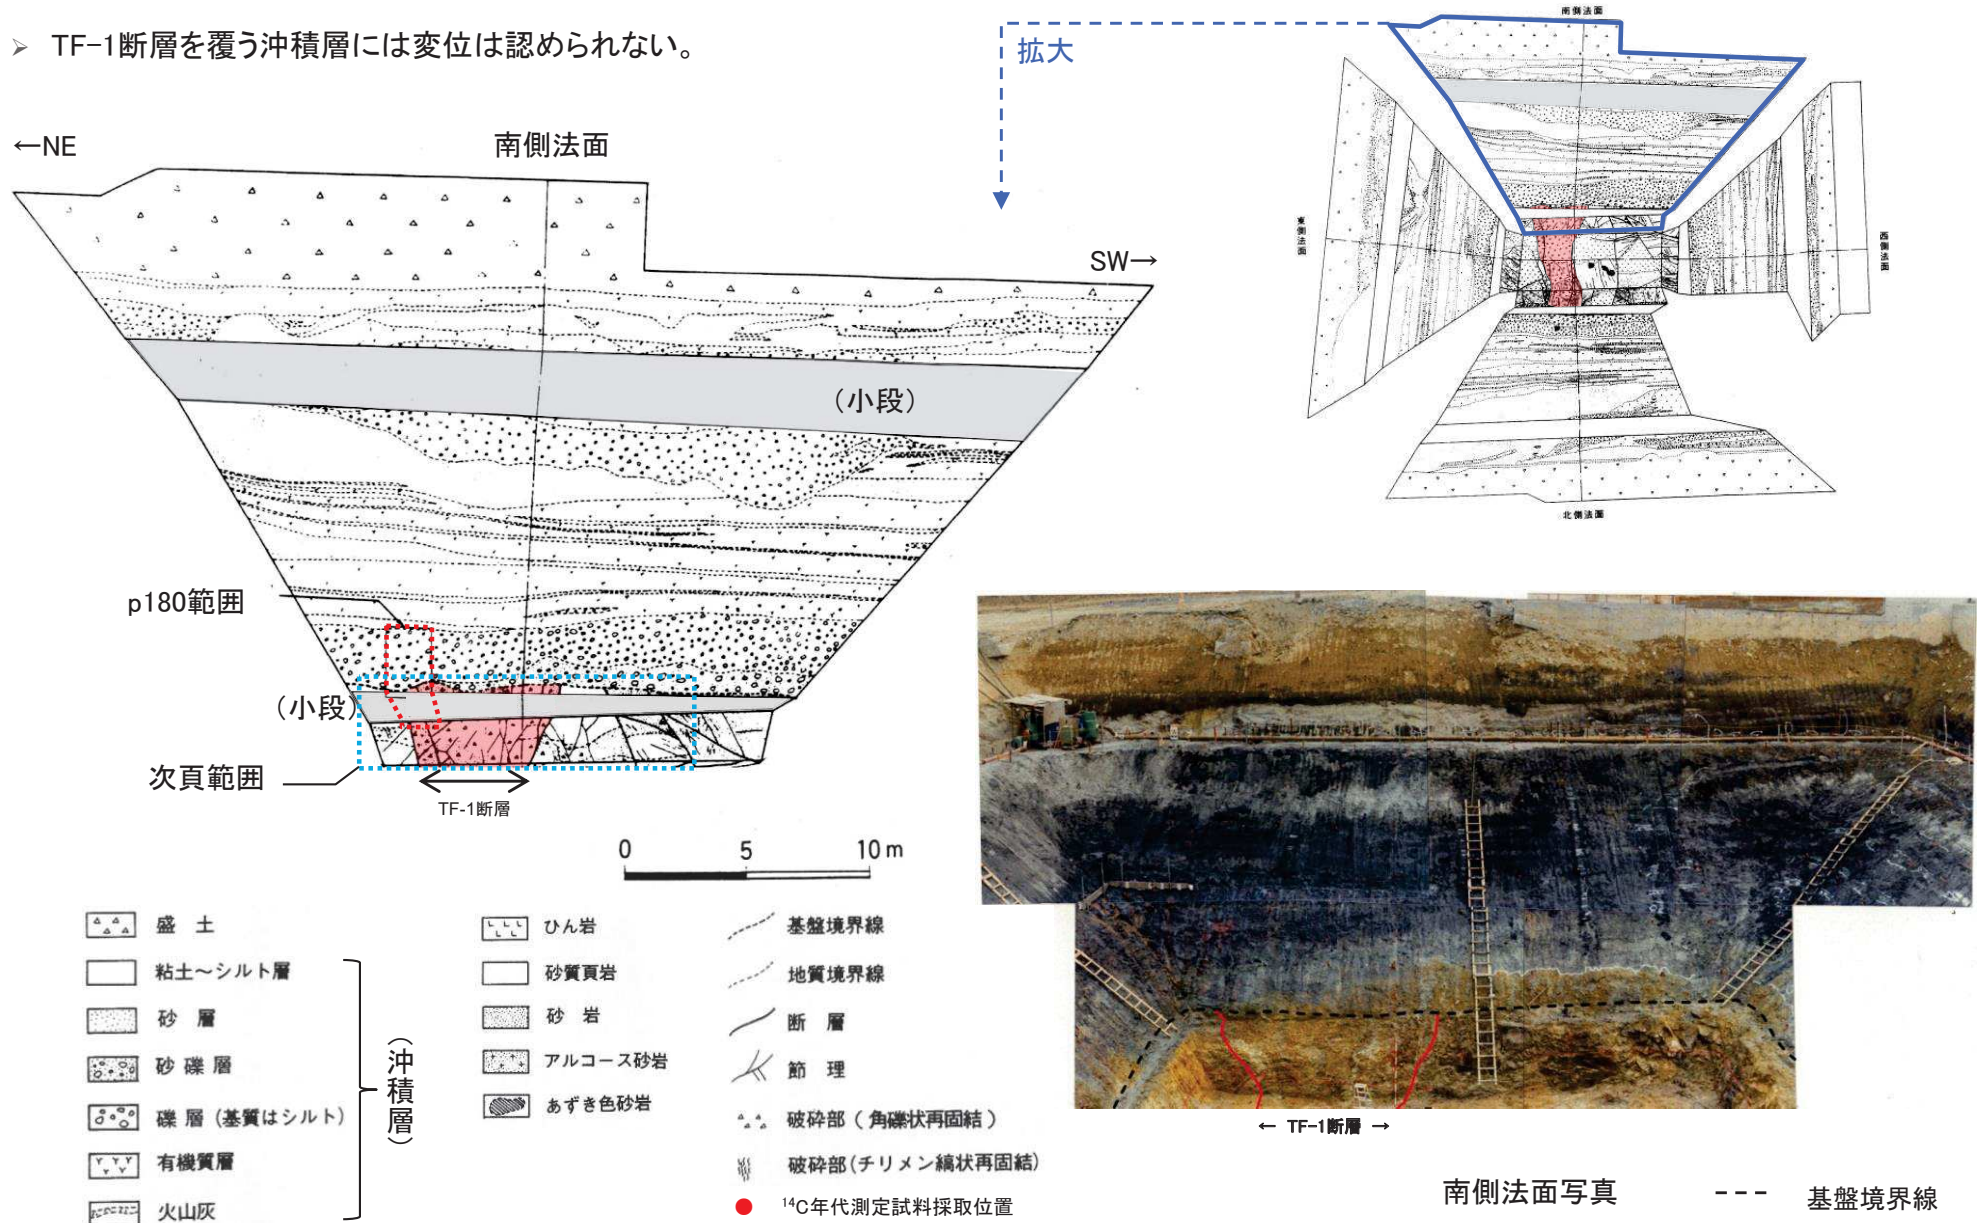 ➢ TF-1断層を覆う沖積層には変位は認められない。
拡大
南側法面
東側法面
西側法面
北側法面
←NE
南側法面
SW→
（小段）
p180範囲
（小段）
次頁範囲
TF-1断層
0 5 10 m
盛土
粘土～シルト層
砂層
砂礫層
礫層（基質はシルト）
有機質層
火山灰
（沖積層）
ひん岩
砂質頁岩
砂岩
アルコース砂岩
あずき色砂岩
基盤境界線
地質境界線
断層
節理
破砕部（角礫状再固結）
破砕部（チリメン縞状再固結）
14C年代測定試料採取位置
← TF-1断層 →
南側法面写真
基盤境界線